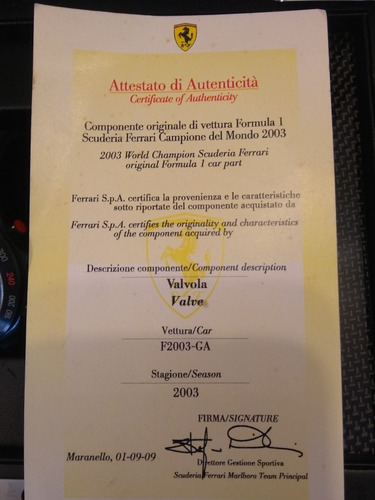 Attestato di Autenticità
Certificate of Authenticity
Componente originale di vettura Formula 1
Scuderia Ferrari Campione del Mondo 2003
2003 World Champion Scuderia Ferrari
original Formula 1 car part
Ferrari S.p.A. certifica la provenienza e le caratteristiche
sotto riportate del componente acquistato da
Ferrari S.p.A. certifies the originality and characteristics
of the component acquired by
Descrizione componente/Component description
Valvola
Valve
Vettura/Car
F2003-GA
Stagione/Season
2003
FIRMA/SIGNATURE
Maranello, 01-09-09
Direttore Gestione Sportiva
Scuderia Ferrari Marlboro Team Principal
240
200